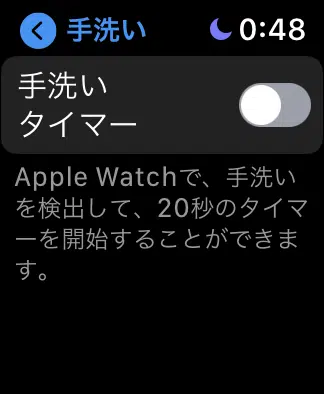 手洗い
0:48
手洗い
タイマー
Apple Watchで、手洗い
を検出して、20秒のタイマ
ーを開始することができま
す。